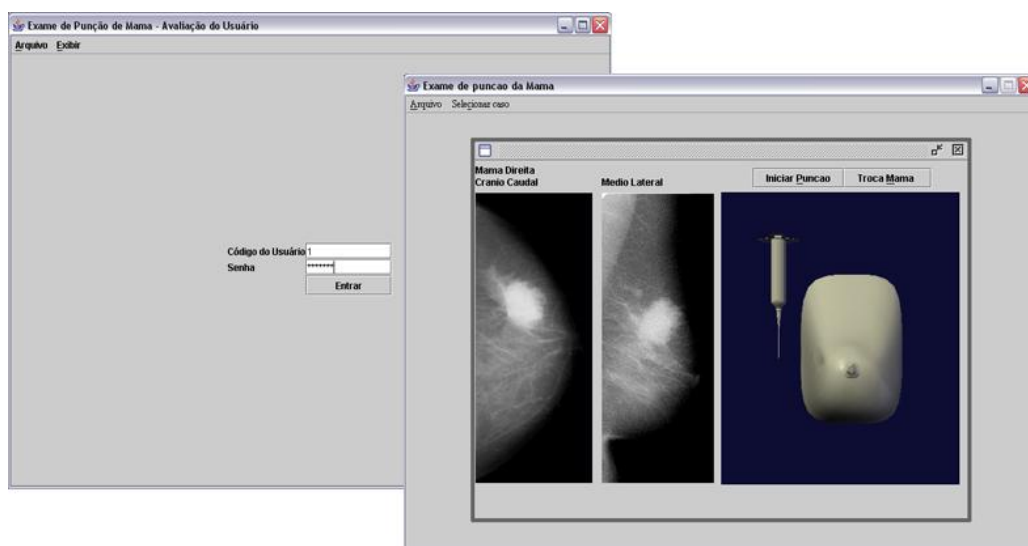 Exame de Punção de Mama - Avaliação do Usuário
Arquivo Exibir
Código do Usuário 1
Senha *******
Entrar
Exame de puncao da Mama
Arquivo Selecionar caso
Mama Direita
Cranio Caudal
Medio Lateral
Iniciar Puncao
Troca Mama